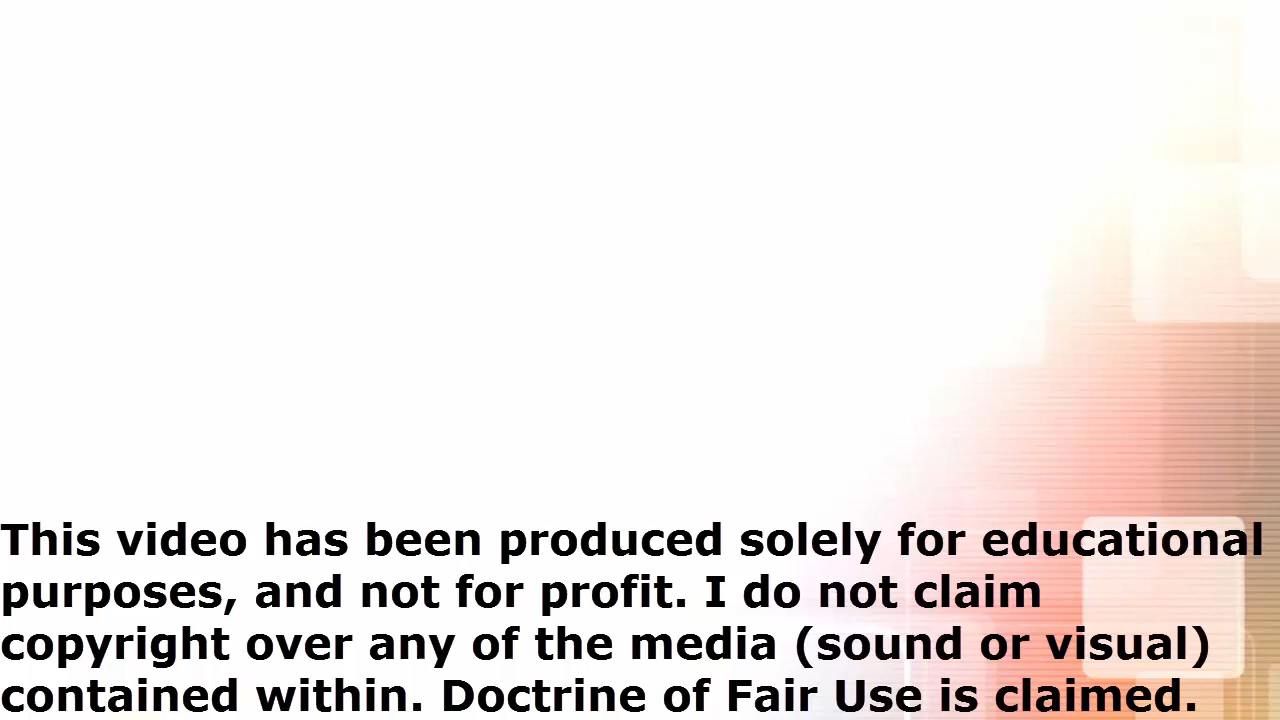 This video has been produced solely for educational
purposes, and not for profit. I do not claim
copyright over any of the media (sound or visual)
contained within. Doctrine of Fair Use is claimed.